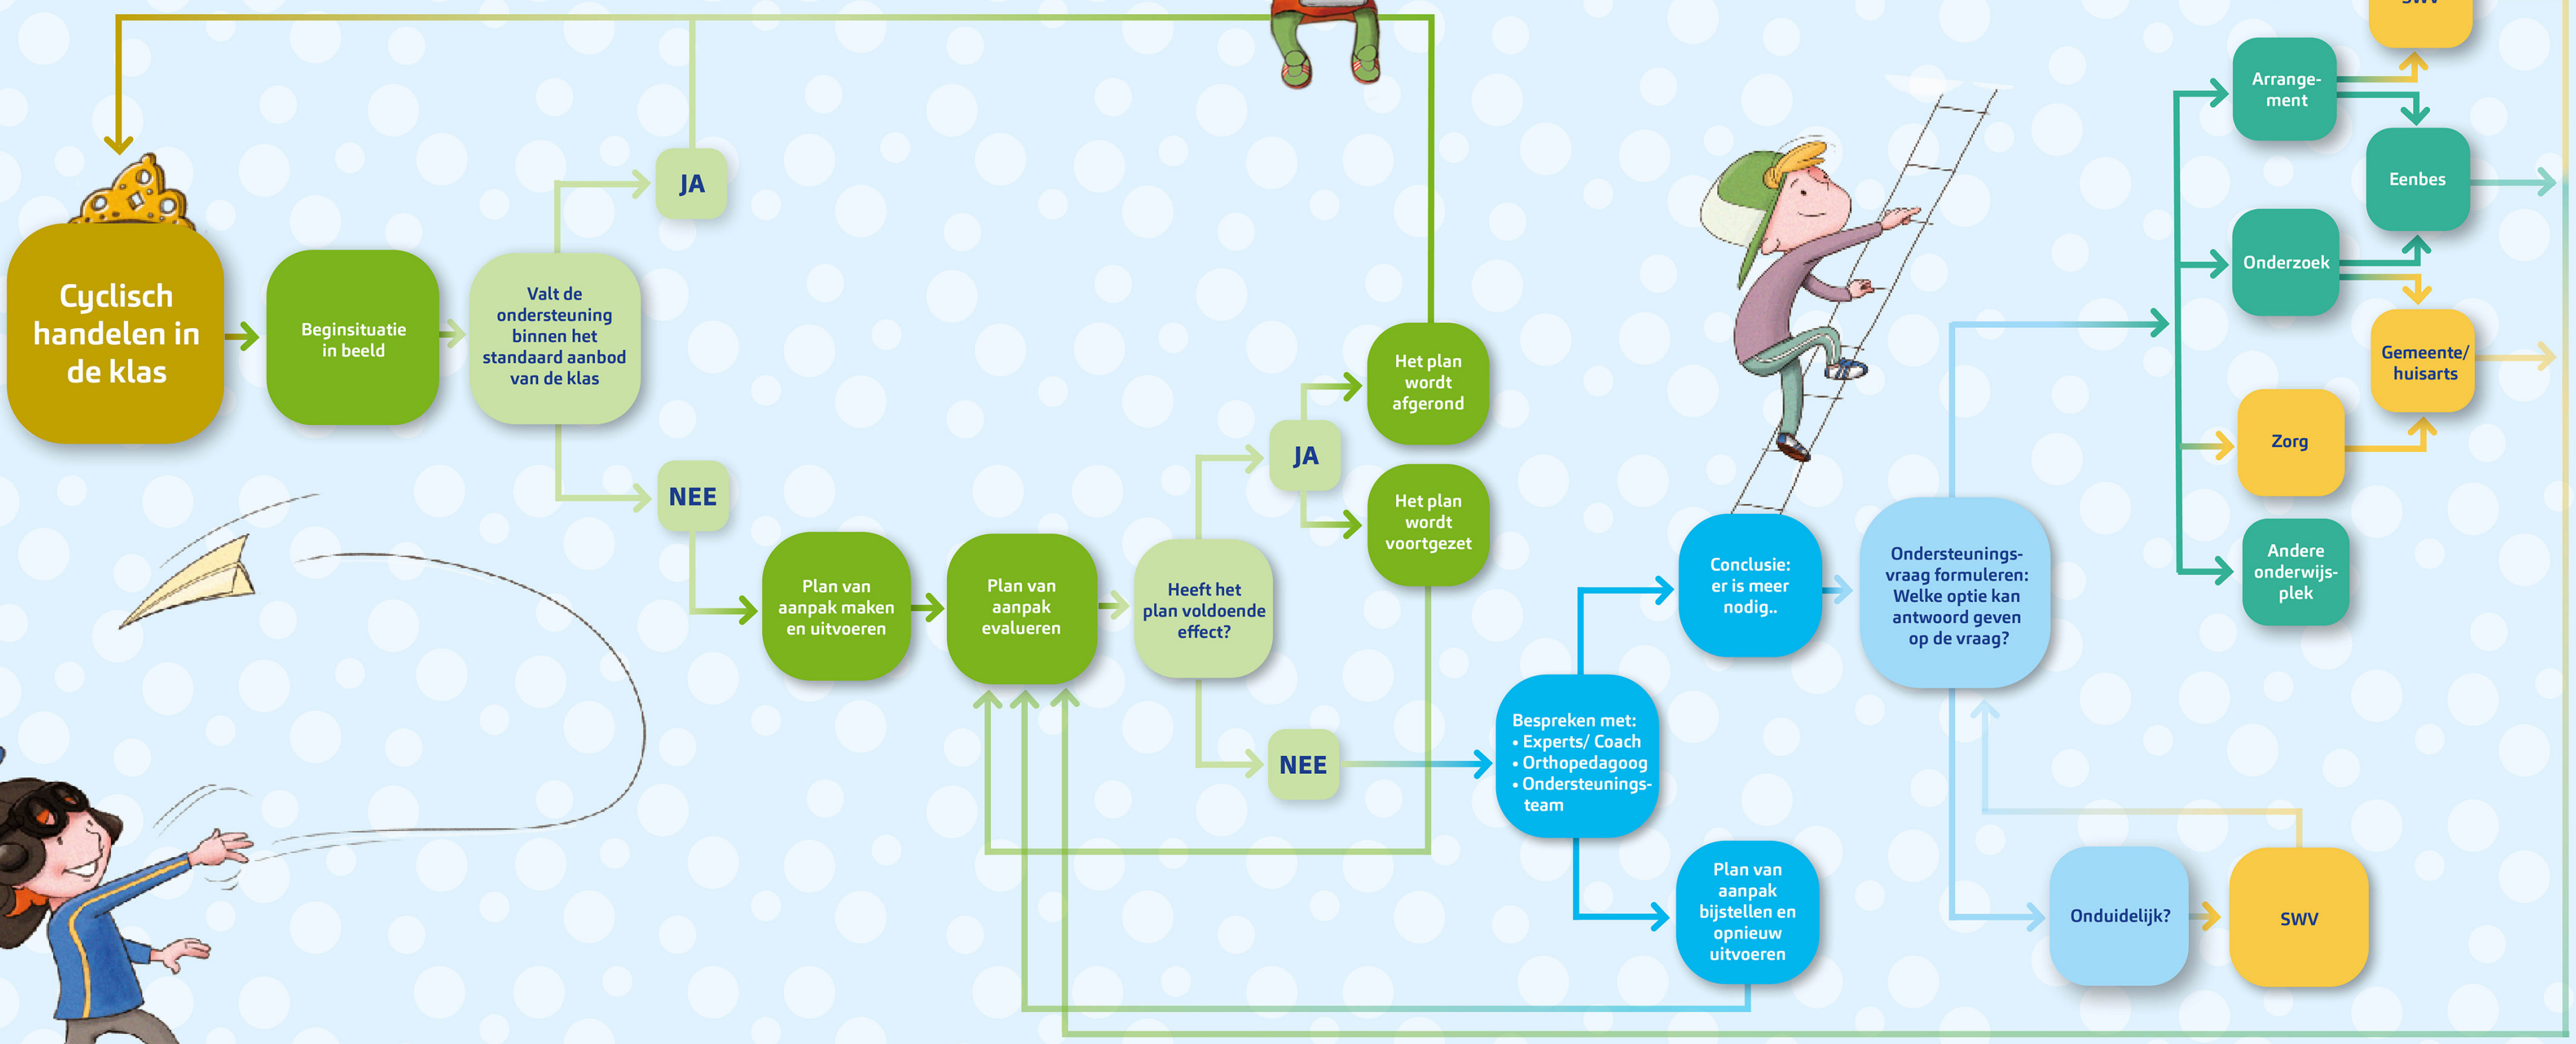 SWV
Cyclisch
handelen in
de klas
Beginsituatie
in beeld
Valt de
ondersteuning
binnen het
standaard aanbod
van de klas
JA
NEE
Plan van
aanpak maken
en uitvoeren
Plan van
aanpak
evalueren
Heeft het
plan voldoende
effect?
JA
Het plan
wordt
afgerond
Het plan
wordt
voortgezet
NEE
Bespreken met:
• Experts/ Coach
• Orthopedagoog
• Ondersteunings-
team
Conclusie:
er is meer
nodig..
Plan van
aanpak
bijstellen en
opnieuw
uitvoeren
Ondersteunings-
vraag formuleren:
Welke optie kan
antwoord geven
op de vraag?
Onduidelijk?
SWV
Arrange-
ment
Eenbes
Onderzoek
Gemeente/
huisarts
Zorg
Andere
onderwijs-
plek